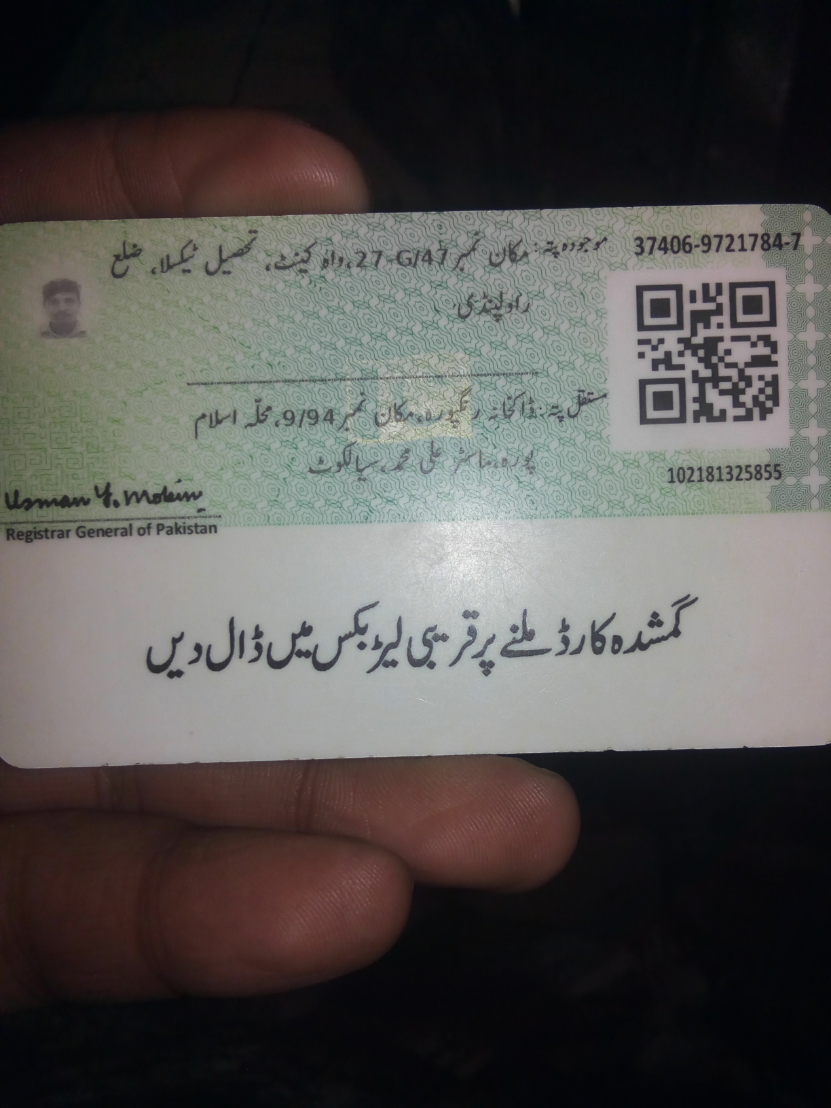 37406-9721784-7
موجودہ پتہ: مکان نمبر 27-G/47، واہ کینٹ، تحصیل ٹیکسلا، ضلع
راولپنڈی
مستقل پتہ: ڈاکخانہ رنگپورہ، مکان نمبر 9/94، محلہ اسلام
پورہ، ماسٹر علی محمد، سیالکوٹ
102181325855
Usman Y. Mobin
Registrar General of Pakistan
گمشدہ کارڈ ملنے پر قریبی لیٹر بکس میں ڈال دیں